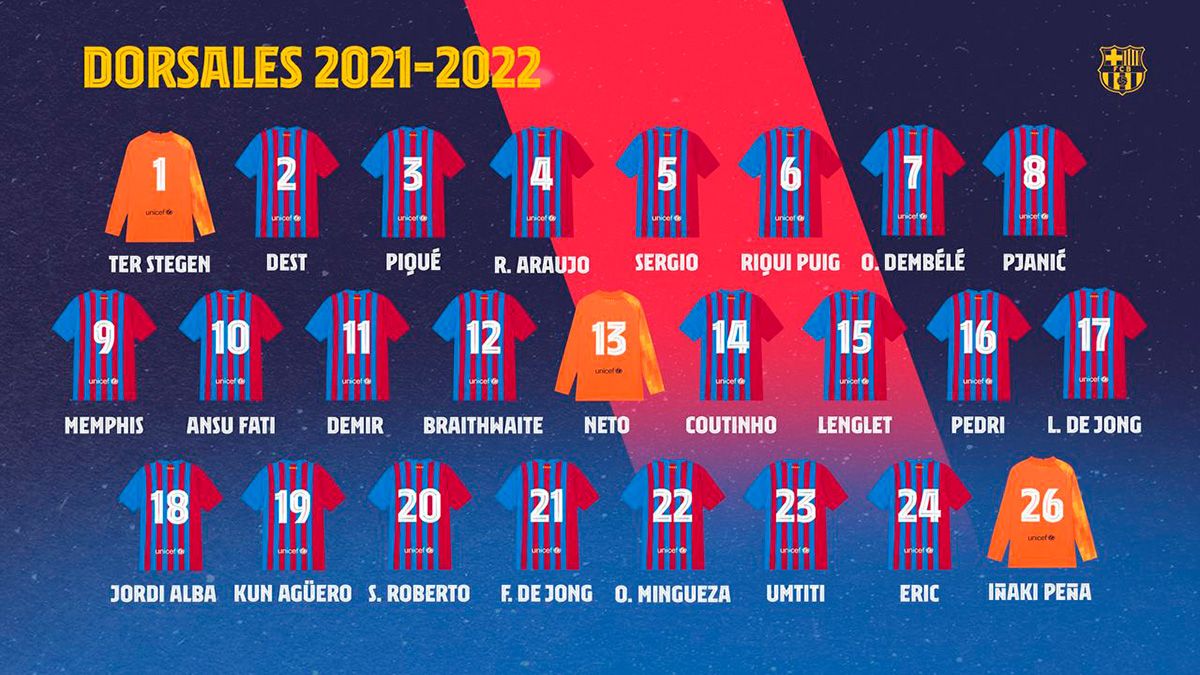 DORSALES 2021-2022
FCB
1 2 3 4 5 6 7 8
unicef unicef unicef unicef unicef unicef unicef unicef
TER STEGEN DEST PIQUÉ R. ARAUJO SERGIO RIQUI PUIG O. DEMBÉLÉ PJANIĆ
9 10 11 12 13 14 15 16 17
unicef unicef unicef unicef unicef unicef unicef unicef unicef
MEMPHIS ANSU FATI DEMIR BRAITHWAITE NETO COUTINHO LENGLET PEDRI L. DE JONG
18 19 20 21 22 23 24 26
unicef unicef unicef unicef unicef unicef unicef unicef
JORDI ALBA KUN AGÜERO S. ROBERTO F. DE JONG O. MINGUEZA UMTITI ERIC IÑAKI PEÑA